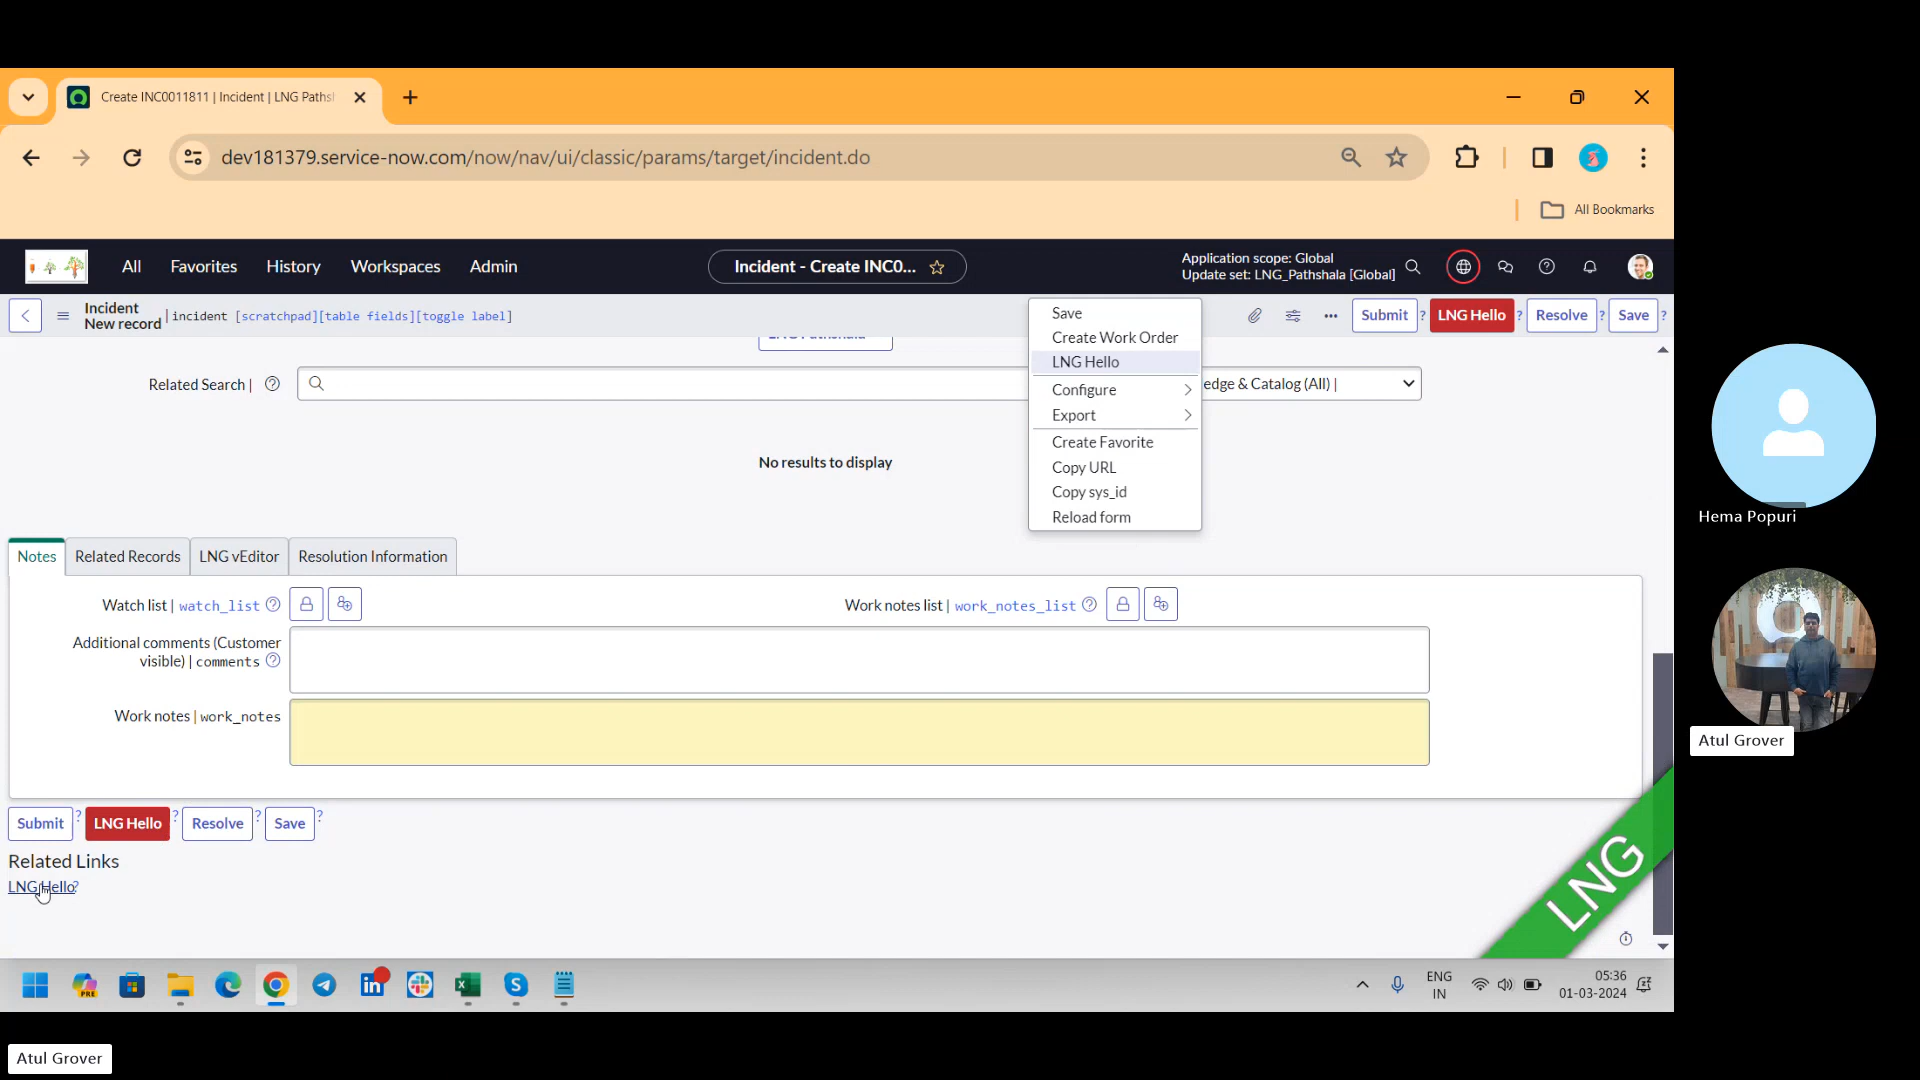 Create INC0011811 | Incident | LNG Paths
dev181379.service-now.com/now/nav/ui/classic/params/target/incident.do
All Bookmarks
All
Favorites
History
Workspaces
Admin
Incident - Create INC0...
Application scope: Global
Update set: LNG_Pathshala [Global]
Incident
New record
| incident [scratchpad][table fields][toggle label]
Submit ?
LNG Hello ?
Resolve ?
Save ?
Save
Create Work Order
LNG Hello
Configure
Export
Create Favorite
Copy URL
Copy sys_id
Reload form
Related Search |
edge & Catalog (All) |
No results to display
Notes
Related Records
LNG vEditor
Resolution Information
Watch list | watch_list
Work notes list | work_notes_list
Additional comments (Customer
visible) | comments
Work notes | work_notes
Submit ?
LNG Hello ?
Resolve ?
Save ?
Related Links
LNG Hello?
LNG
PRE
ENG
IN
05:36
01-03-2024
Hema Popuri
Atul Grover
Atul Grover